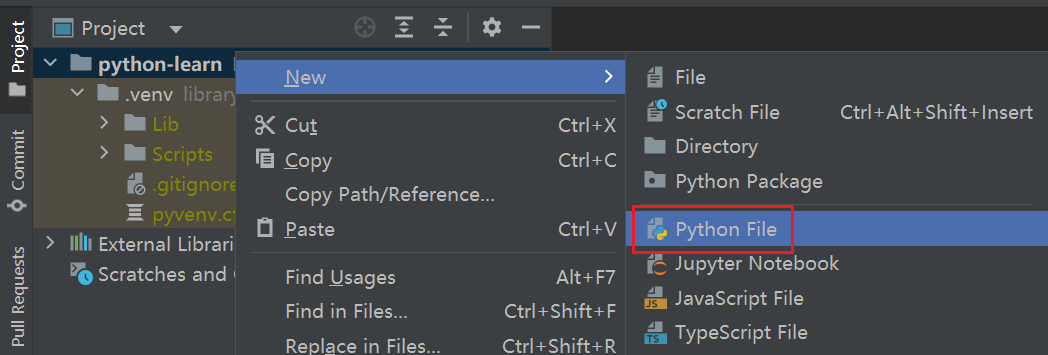 Project
Commit
Pull Requests
Project
python-learn
.venv library
Lib
Scripts
.gitignore
External Librari
Scratches and
New
Cut Ctrl+X
Copy Ctrl+C
Copy Path/Reference...
Paste Ctrl+V
Find Usages Alt+F7
Find in Files... Ctrl+Shift+F
Replace in Files... Ctrl+Shift+R
File
Scratch File Ctrl+Alt+Shift+Insert
Directory
Python Package
Python File
Jupyter Notebook
JS JavaScript File
TS TypeScript File